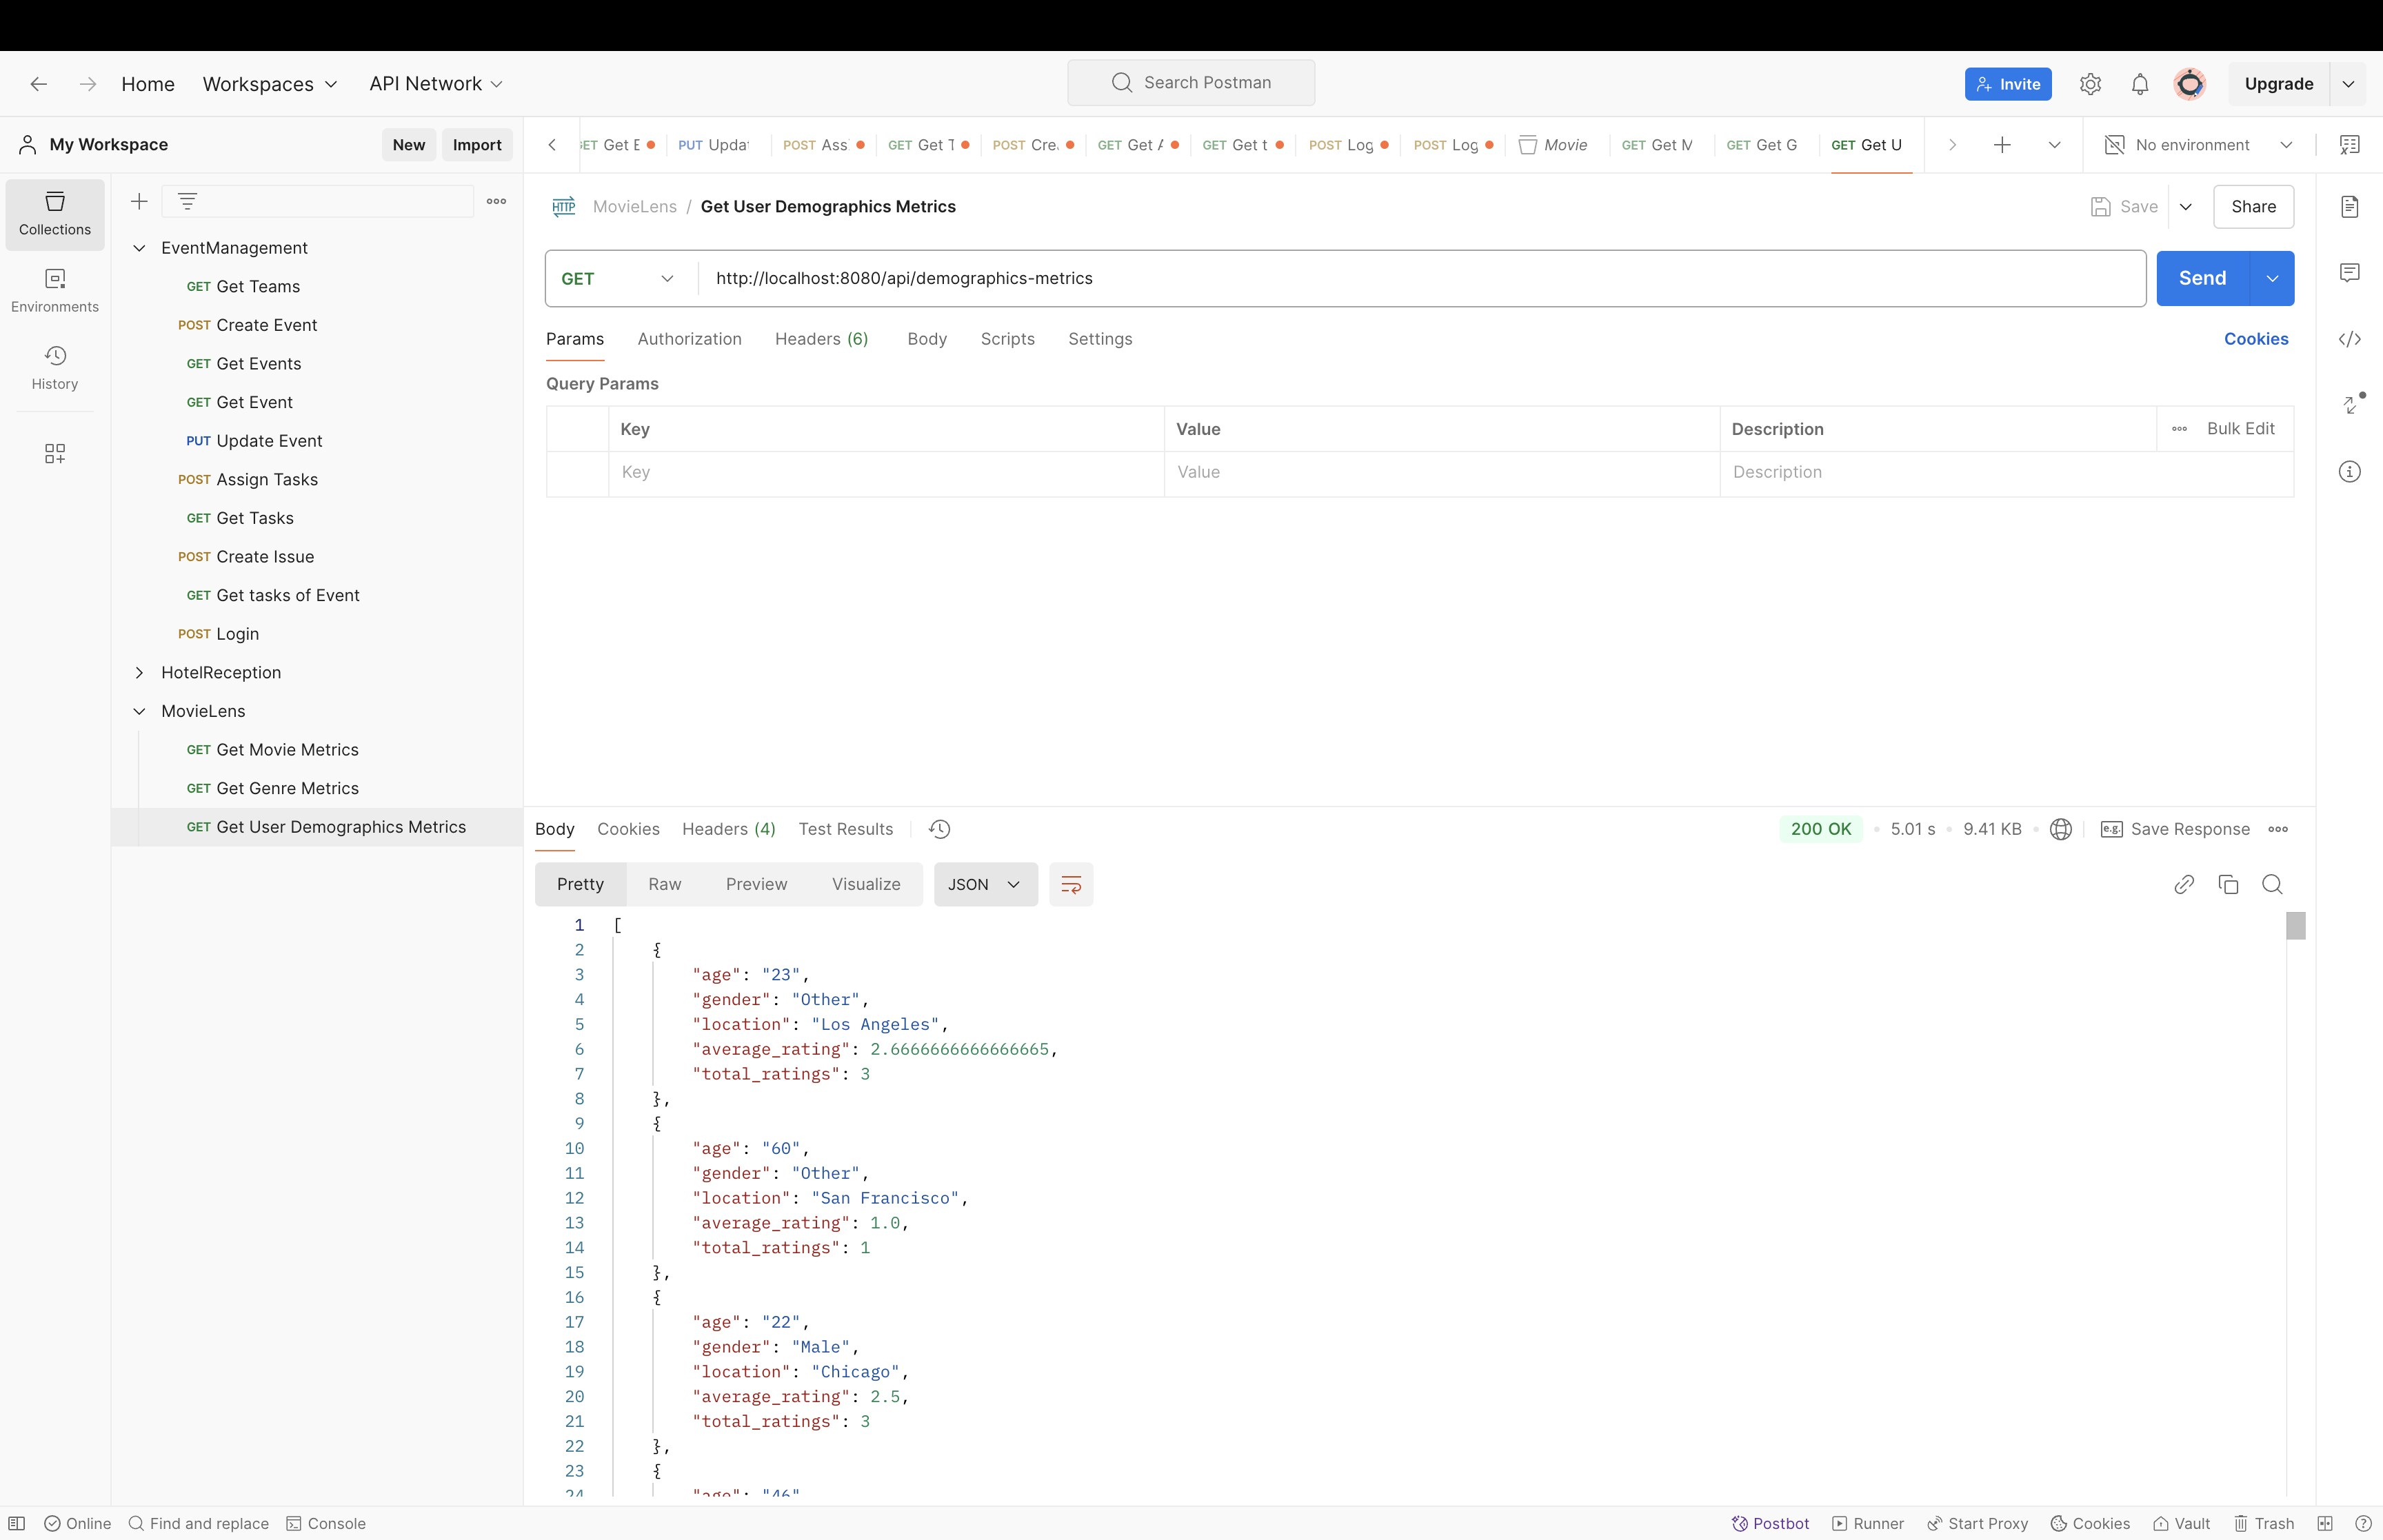 Home Workspaces API Network Search Postman Invite Upgrade
My Workspace New Import
GET Get E PUT Updat POST Ass GET Get T POST Cre. GET Get A GET Get t POST Log POST Log Movie GET Get M GET Get G GET Get U No environment
Collections
Environments
History
EventManagement
GET Get Teams
POST Create Event
GET Get Events
GET Get Event
PUT Update Event
POST Assign Tasks
GET Get Tasks
POST Create Issue
GET Get tasks of Event
POST Login
HotelReception
MovieLens
GET Get Movie Metrics
GET Get Genre Metrics
GET Get User Demographics Metrics
HTTP MovieLens / Get User Demographics Metrics Save Share
GET http://localhost:8080/api/demographics-metrics Send
Params Authorization Headers (6) Body Scripts Settings Cookies
Query Params
Key Value Description Bulk Edit
Key Value Description
Body Cookies Headers (4) Test Results 200 OK 5.01 s 9.41 KB e.g. Save Response
Pretty Raw Preview Visualize JSON
1 [
2 {
3 "age": "23",
4 "gender": "Other",
5 "location": "Los Angeles",
6 "average_rating": 2.6666666666666665,
7 "total_ratings": 3
8 },
9 {
10 "age": "60",
11 "gender": "Other",
12 "location": "San Francisco",
13 "average_rating": 1.0,
14 "total_ratings": 1
15 },
16 {
17 "age": "22",
18 "gender": "Male",
19 "location": "Chicago",
20 "average_rating": 2.5,
21 "total_ratings": 3
22 },
23 {
24 "age": "46"
Online Find and replace Console Postbot Runner Start Proxy Cookies Vault Trash